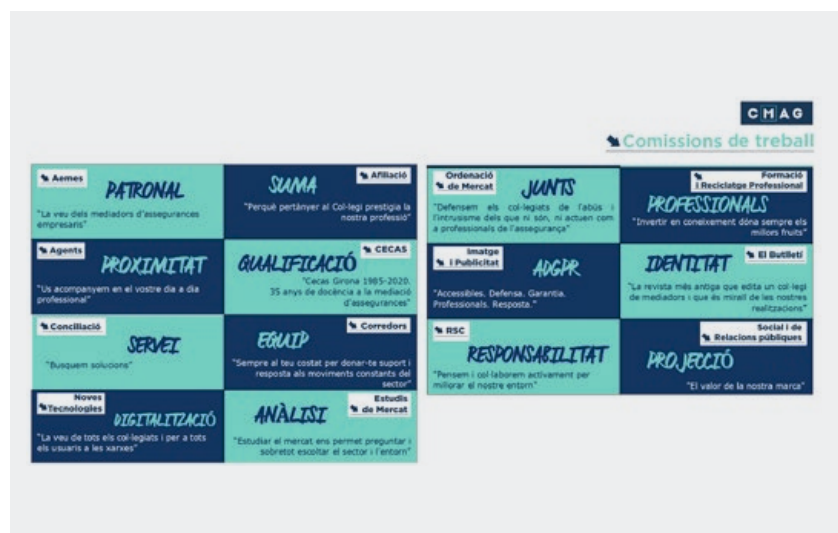 CMAG
Comissions de treball
Aemes
PATRONAL
"La veu dels mediadors d'assegurances
empresaris"
Afiliació
SUMA
"Perquè pertànyer al Col·legi prestigia la
nostra professió"
Agents
PROXIMITAT
"Us acompanyem en el vostre dia a dia
professional"
CECAS
QUALIFICACIÓ
"Cecas Girona 1985-2020.
35 anys de docència a la mediació
d'assegurances"
Conciliació
SERVEI
"Busquem solucions"
Corredors
EQUIP
"Sempre al teu costat per donar-te suport i
resposta als moviments constants del
sector"
Noves
Tecnologies
DIGITALITZACIÓ
"La veu de tots els col·legiats i per a tots
els usuaris a les xarxes"
Estudis
de Mercat
ANÀLISI
"Estudiar el mercat ens permet preguntar i
sobretot escoltar el sector i l'entorn"
Ordenació
de Mercat
JUNTS
"Defensem els col·legiats de l'abús i
l'intrusisme dels que ni són, ni actuen com
a professionals de l'assegurança"
Formació
i Reciclatge Professional
PROFESSIONALS
"Invertir en coneixement dóna sempre els
millors fruits"
Imatge
i Publicitat
ADGPR
"Accessibles. Defensa. Garantia.
Professionals. Resposta."
El Butlletí
IDENTITAT
"La revista més antiga que edita un col·legi
de mediadors i que és mirall de les nostres
realitzacions"
RSC
RESPONSABILITAT
"Pensem i col·laborem activament per
millorar el nostre entorn"
Social i de
Relacions públiques
PROJECCIÓ
"El valor de la nostra marca"